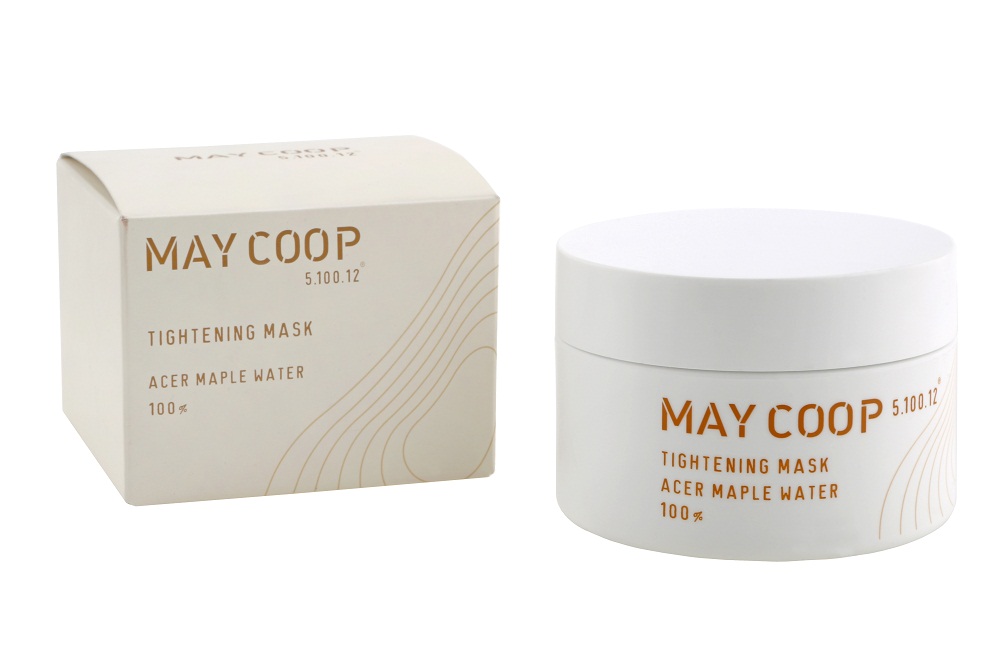 MAY COOP
5.100.12
MAY COOP
5.100.12®
TIGHTENING MASK
ACER MAPLE WATER
100%
MAY COOP 5.100.12®
TIGHTENING MASK
ACER MAPLE WATER
100%